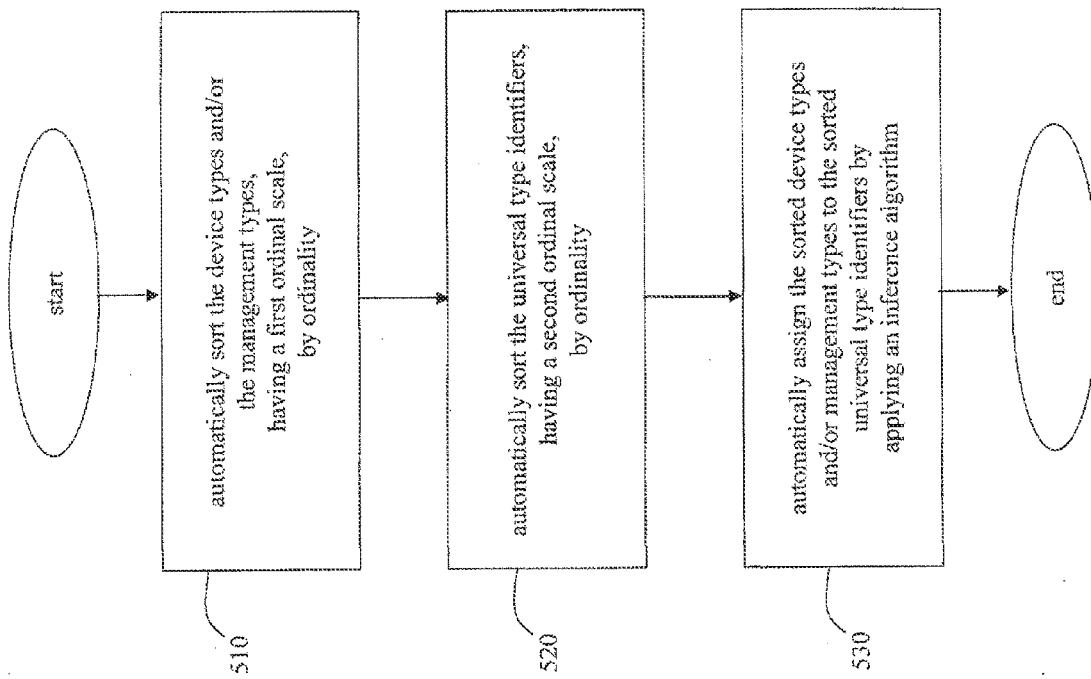 start
automatically sort the device types and/or
the management types,
having a first ordinal scale,
by ordinality
510
automatically sort the universal type identifiers,
having a second ordinal scale,
by ordinality
520
automatically assign the sorted device types
and/or management types to the sorted
universal type identifiers by
applying an inference algorithm
530
end